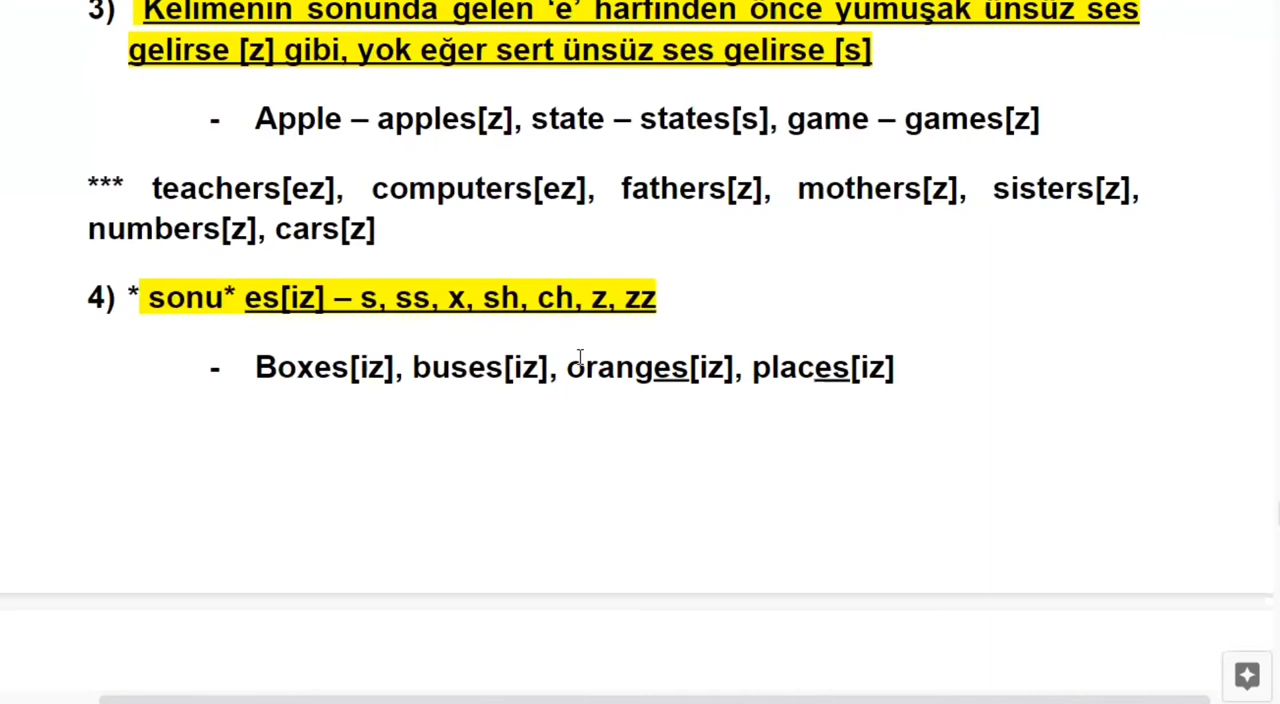 3) Kelimenin sonunda gelen ‘e’ harfinden önce yumuşak ünsüz ses
gelirse [z] gibi, yok eğer sert ünsüz ses gelirse [s]
- Apple – apples[z], state – states[s], game – games[z]
*** teachers[ez], computers[ez], fathers[z], mothers[z], sisters[z],
numbers[z], cars[z]
4) * sonu* es[iz] – s, ss, x, sh, ch, z, zz
- Boxes[iz], buses[iz], oranges[iz], places[iz]